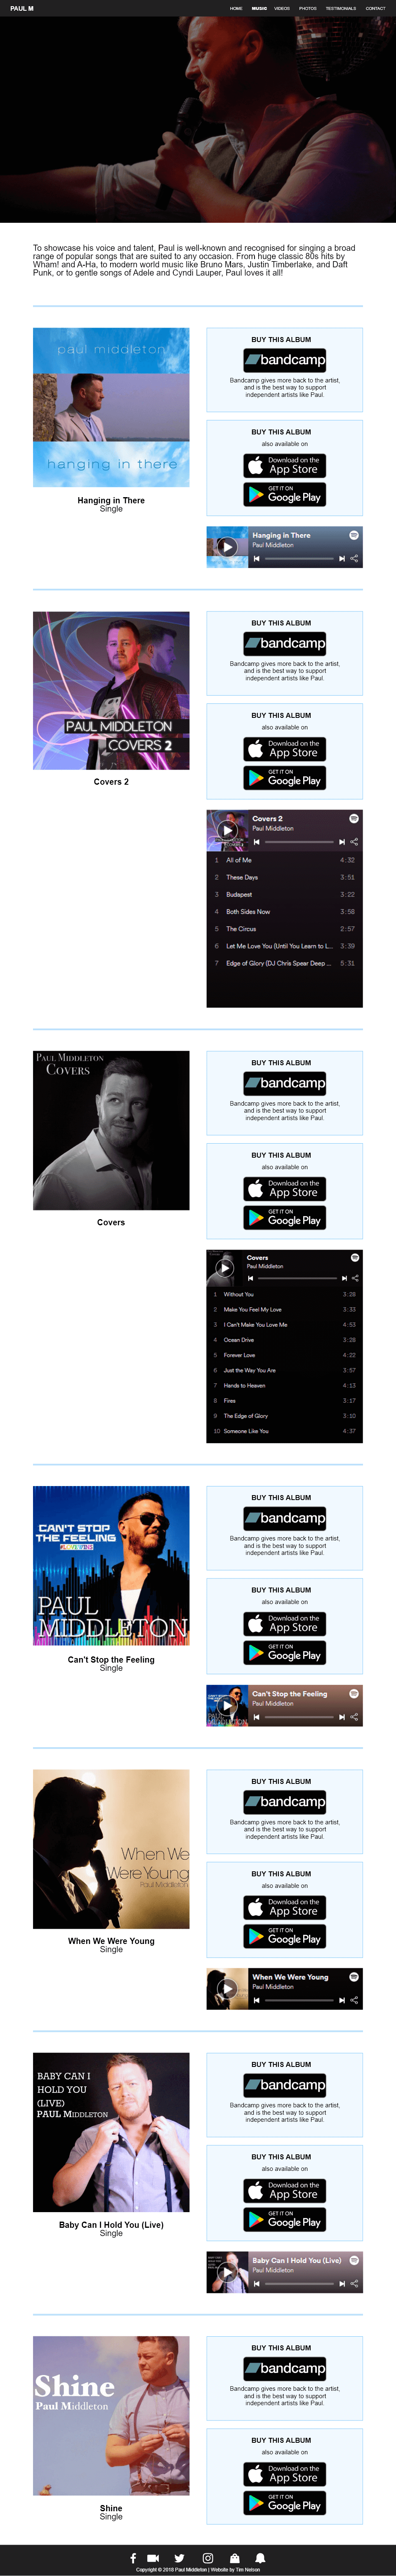 PAUL M
HOME MUSIC VIDEOS PHOTOS TESTIMONIALS CONTACT
To showcase his voice and talent, Paul is well-known and recognised for singing a broad
range of popular songs that are suited to any occasion. From huge classic 80s hits by
Wham! and A-Ha, to modern world music like Bruno Mars, Justin Timberlake, and Daft
Punk, or to gentle songs of Adele and Cyndi Lauper, Paul loves it all!
paul middleton
hanging in there
Hanging in There
Single
BUY THIS ALBUM
bandcamp
Bandcamp gives more back to the artist,
and is the best way to support
independent artists like Paul.
BUY THIS ALBUM
also available on
Download on the
App Store
GET IT ON
Google Play
Hanging in There
Paul Middleton
PAUL MIDDLETON
COVERS 2
Covers 2
BUY THIS ALBUM
bandcamp
Bandcamp gives more back to the artist,
and is the best way to support
independent artists like Paul.
BUY THIS ALBUM
also available on
Download on the
App Store
GET IT ON
Google Play
Covers 2
Paul Middleton
1 All of Me 4:32
2 These Days 3:51
3 Budapest 3:22
4 Both Sides Now 3:58
5 The Circus 2:57
6 Let Me Love You (Until You Learn to L... 3:39
7 Edge of Glory (DJ Chris Spear Deep ... 5:31
PAUL MIDDLETON
COVERS
Covers
BUY THIS ALBUM
bandcamp
Bandcamp gives more back to the artist,
and is the best way to support
independent artists like Paul.
BUY THIS ALBUM
also available on
Download on the
App Store
GET IT ON
Google Play
Covers
Paul Middleton
1 Without You 3:28
2 Make You Feel My Love 3:33
3 I Can't Make You Love Me 4:53
4 Ocean Drive 3:28
5 Forever Love 4:22
6 Just the Way You Are 3:57
7 Hands to Heaven 4:13
8 Fires 3:17
9 The Edge of Glory 3:10
10 Someone Like You 4:37
CAN'T STOP
THE FEELING
#LOVEWINS
PAUL
MIDDLETON
Can't Stop the Feeling
Single
BUY THIS ALBUM
bandcamp
Bandcamp gives more back to the artist,
and is the best way to support
independent artists like Paul.
BUY THIS ALBUM
also available on
Download on the
App Store
GET IT ON
Google Play
Can't Stop the Feeling
Paul Middleton
When We
Were Young
Paul Middleton
When We Were Young
Single
BUY THIS ALBUM
bandcamp
Bandcamp gives more back to the artist,
and is the best way to support
independent artists like Paul.
BUY THIS ALBUM
also available on
Download on the
App Store
GET IT ON
Google Play
When We Were Young
Paul Middleton
BABY CAN I
HOLD YOU
(LIVE)
PAUL MIDDLETON
Baby Can I Hold You (Live)
Single
BUY THIS ALBUM
bandcamp
Bandcamp gives more back to the artist,
and is the best way to support
independent artists like Paul.
BUY THIS ALBUM
also available on
Download on the
App Store
GET IT ON
Google Play
Baby Can I Hold You (Live)
Paul Middleton
Shine
Paul Middleton
Shine
Single
BUY THIS ALBUM
bandcamp
Bandcamp gives more back to the artist,
and is the best way to support
independent artists like Paul.
BUY THIS ALBUM
also available on
Download on the
App Store
GET IT ON
Google Play
Copyright © 2018 Paul Middleton | Website by Tim Nelson